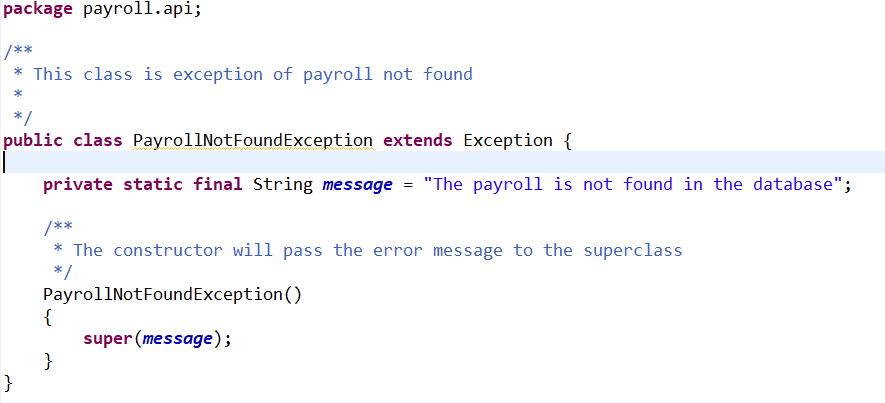 package payroll.api;
/**
 * This class is exception of payroll not found
 *
 */
public class PayrollNotFoundException extends Exception {
    private static final String message = "The payroll is not found in the database";
    /**
     * The constructor will pass the error message to the superclass
     */
    PayrollNotFoundException()
    {
        super(message);
    }
}